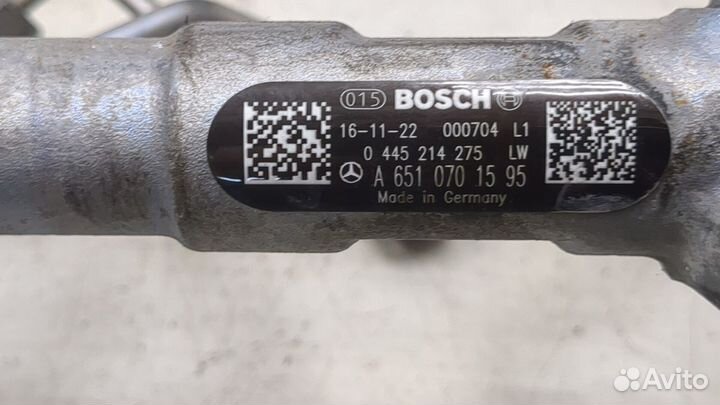 015 BOSCH
16-11-22 000704 L1
0 445 214 275 LW
A 651 070 15 95
Made in Germany
Avito